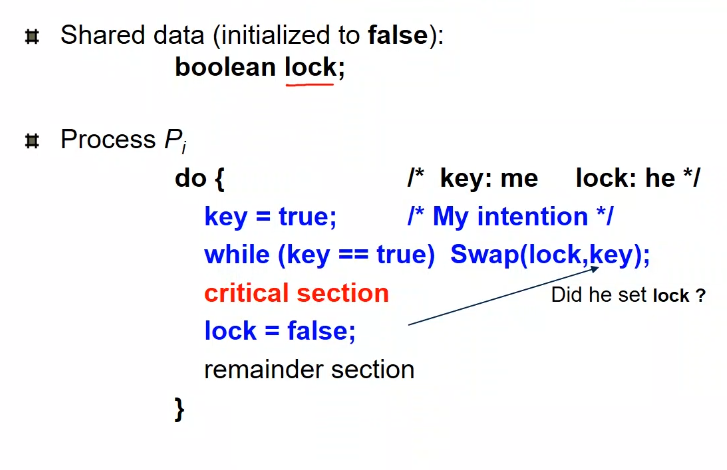 Shared data (initialized to false):
boolean lock;
Process Pi
do { /* key: me lock: he */
key = true; /* My intention */
while (key == true) Swap(lock,key);
critical section Did he set lock ?
lock = false;
remainder section
}